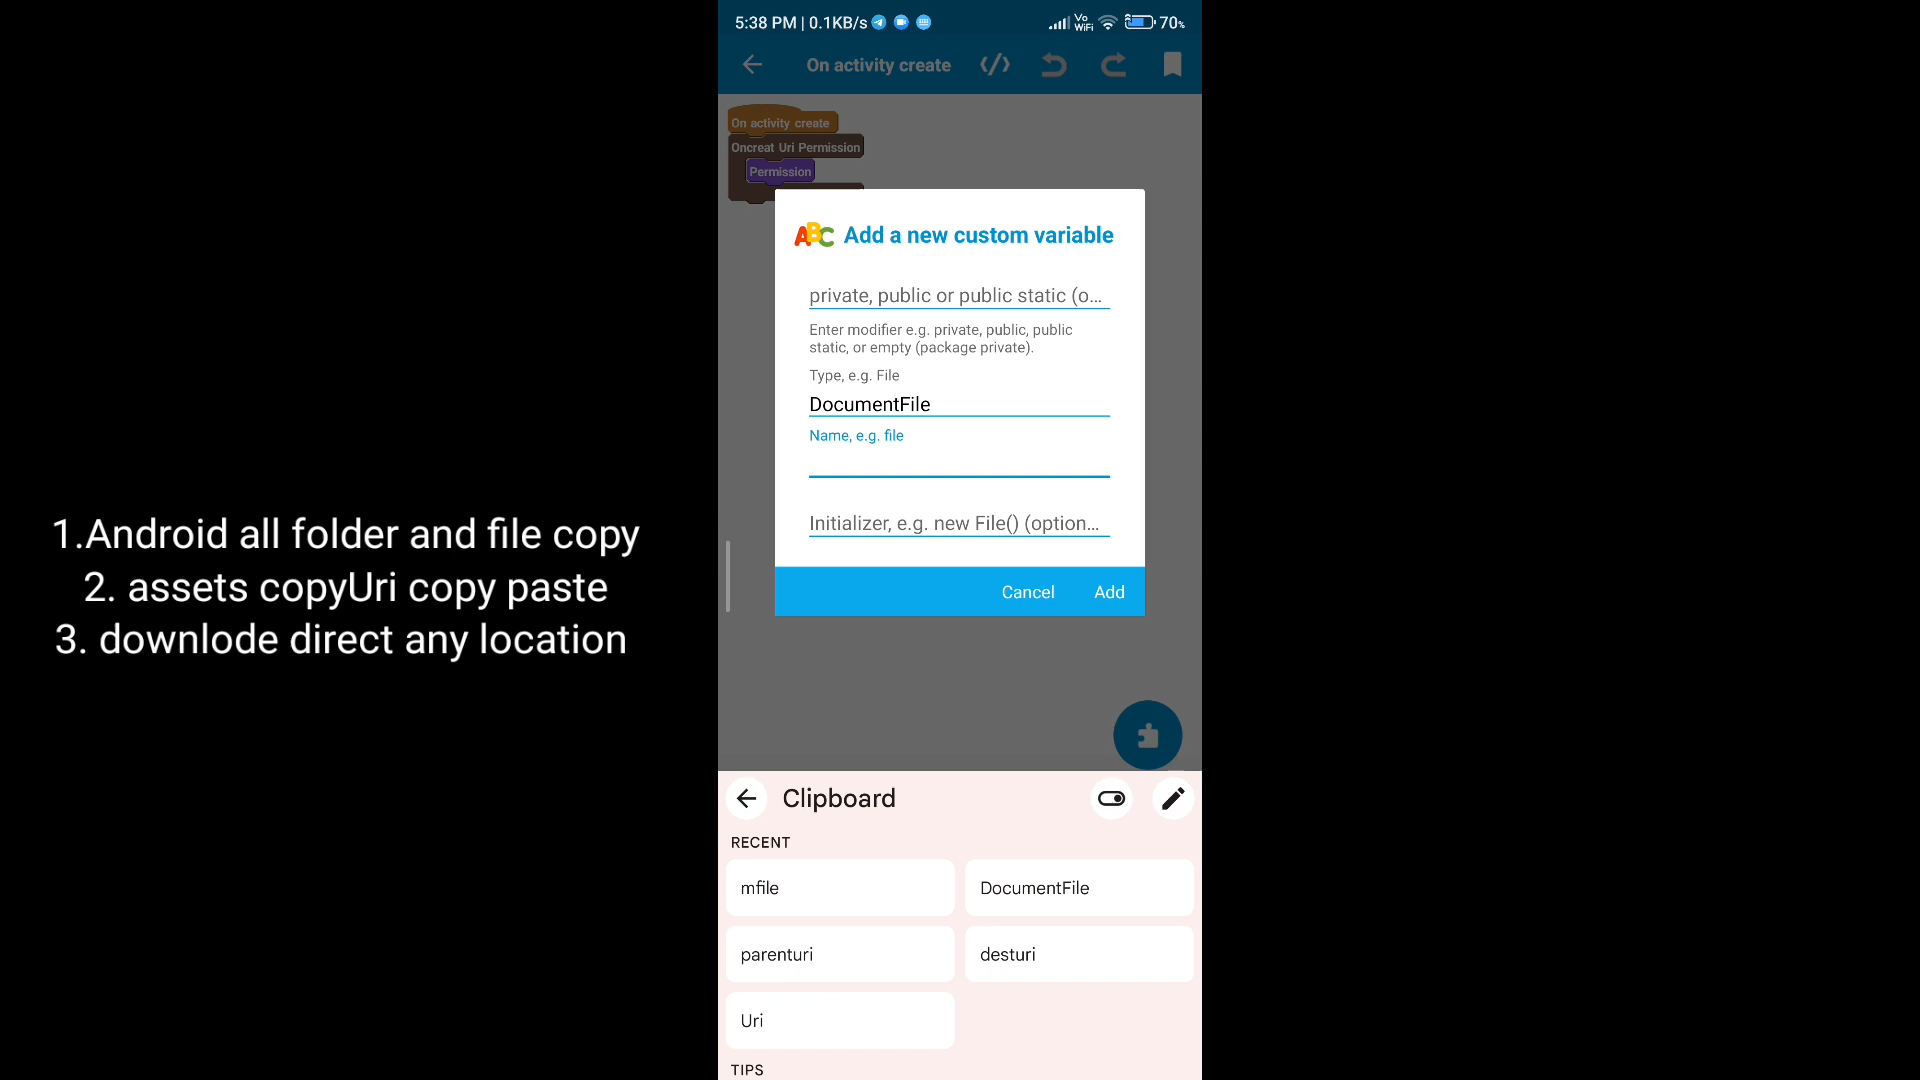 5:38 PM | 0.1KB/s
Vo WiFi 70%
On activity create </>
On activity create
Oncreat Uri Permission
Permission
ABC Add a new custom variable
private, public or public static (o...
Enter modifier e.g. private, public, public
static, or empty (package private).
Type, e.g. File
DocumentFile
Name, e.g. file
Initializer, e.g. new File() (option...
Cancel Add
1.Android all folder and file copy
2. assets copyUri copy paste
3. downlode direct any location
Clipboard
RECENT
mfile DocumentFile
parenturi desturi
Uri
TIPS